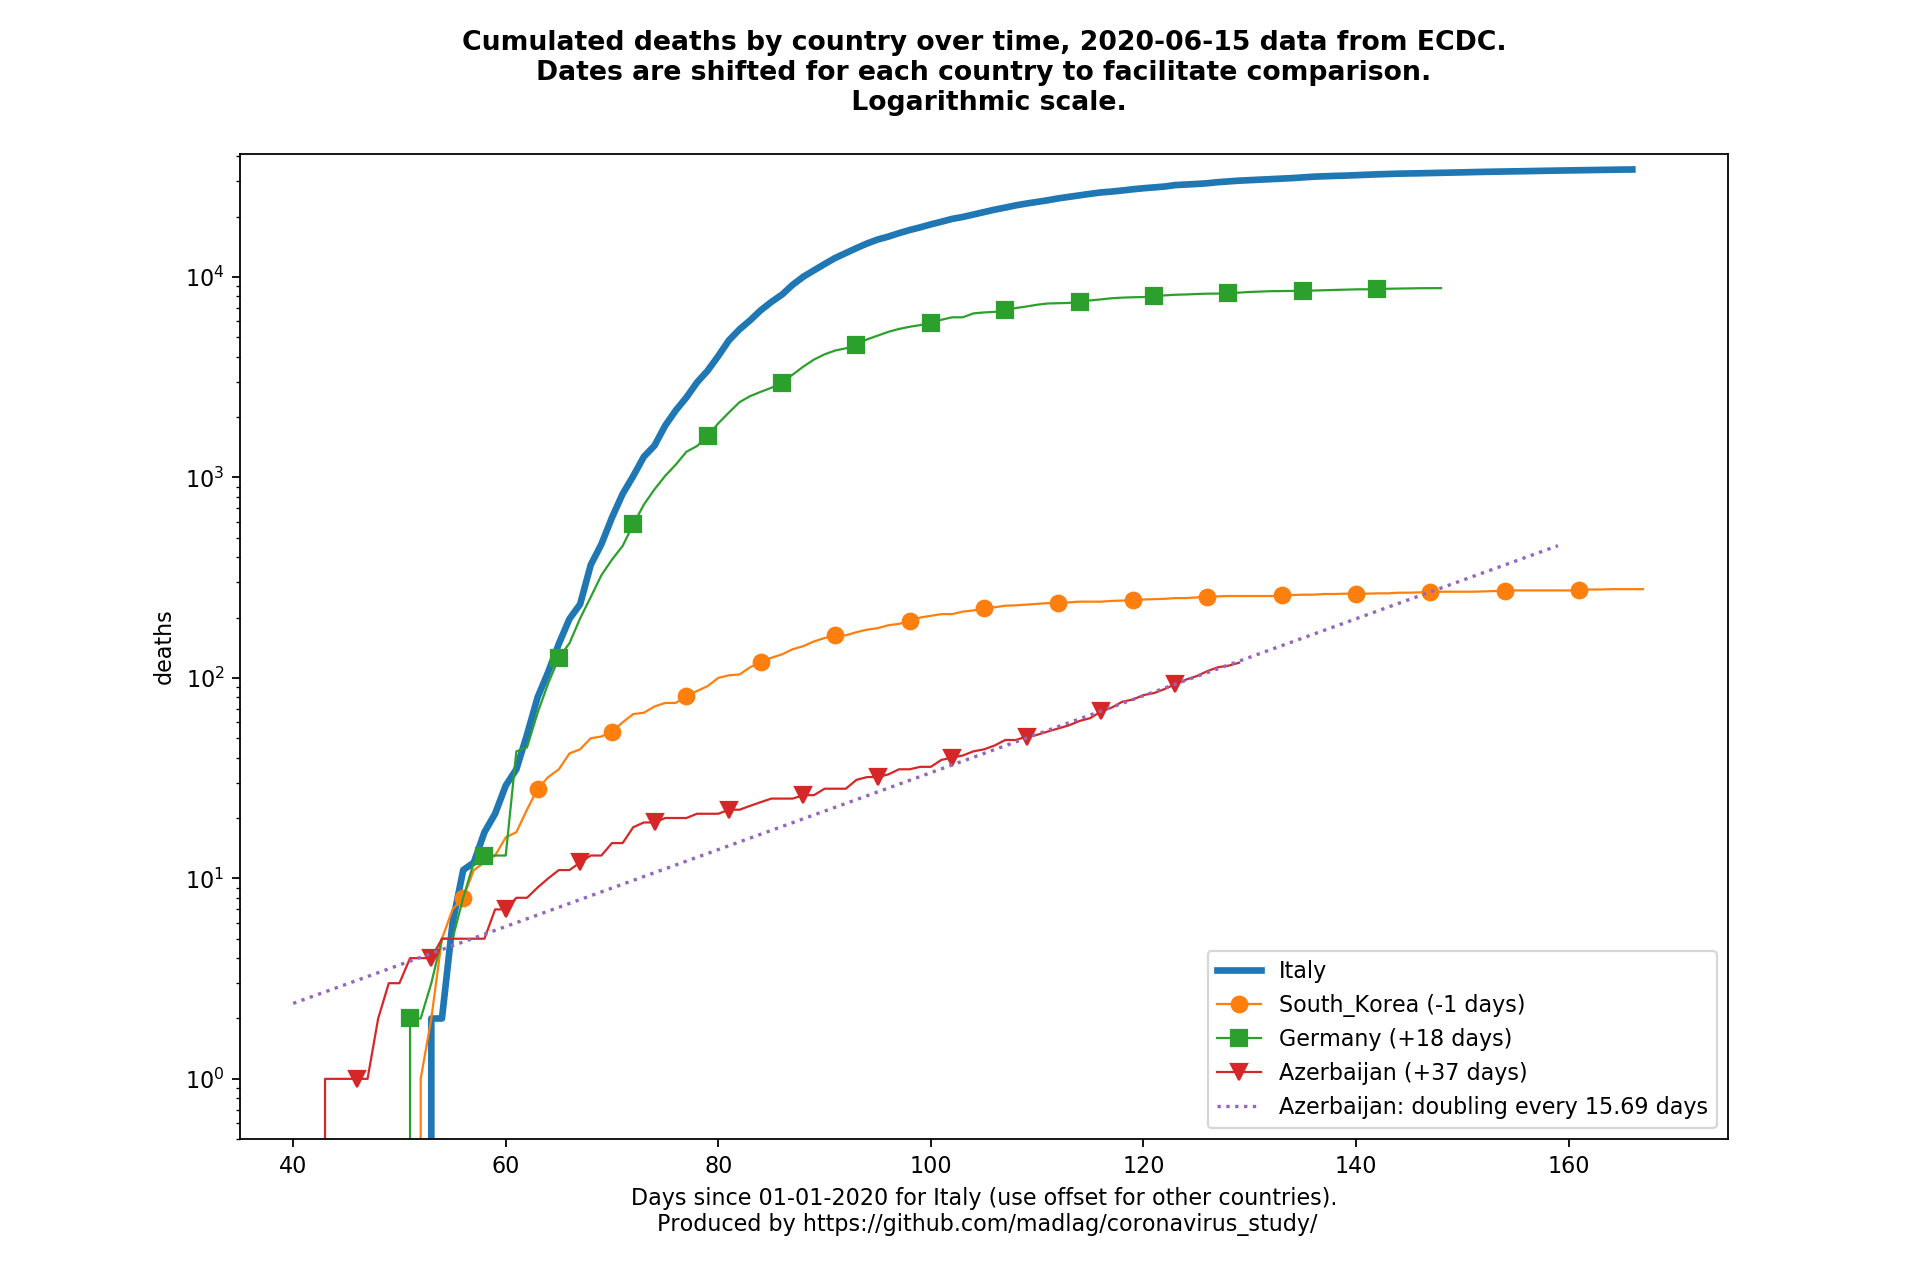 Cumulated deaths by country over time, 2020-06-15 data from ECDC.
Dates are shifted for each country to facilitate comparison.
Logarithmic scale.
deaths
10^4
10^3
10^2
10^1
10^0
Italy
South_Korea (-1 days)
Germany (+18 days)
Azerbaijan (+37 days)
Azerbaijan: doubling every 15.69 days
40 60 80 100 120 140 160
Days since 01-01-2020 for Italy (use offset for other countries).
Produced by https://github.com/madlag/coronavirus_study/